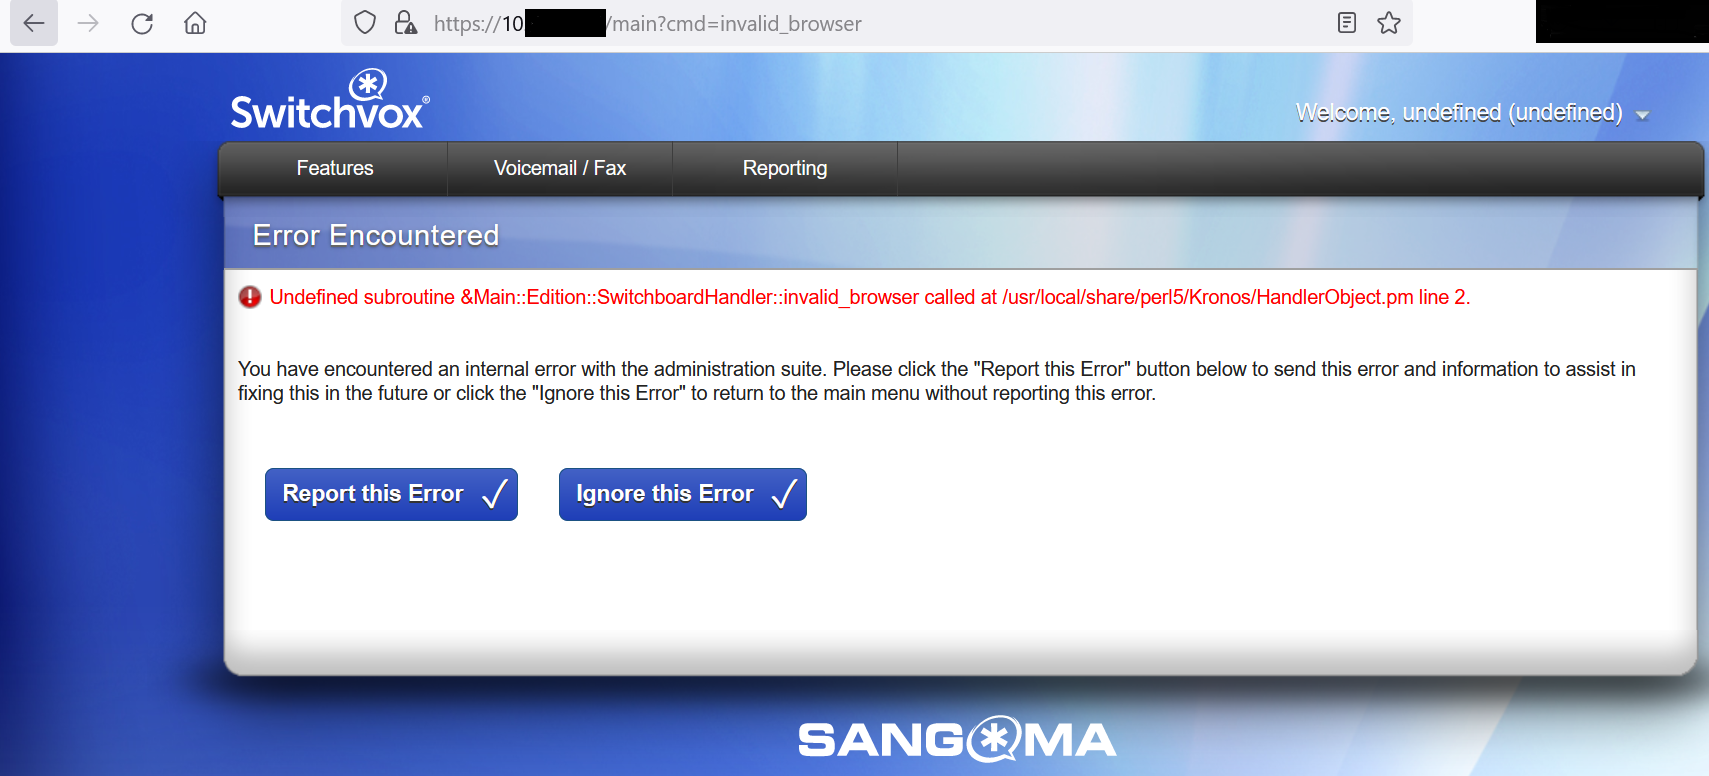 https://10 /main?cmd=invalid_browser
Switchvox®
Welcome, undefined (undefined)
Features Voicemail / Fax Reporting
Error Encountered
Undefined subroutine &Main::Edition::SwitchboardHandler::invalid_browser called at /usr/local/share/perl5/Kronos/HandlerObject.pm line 2.
You have encountered an internal error with the administration suite. Please click the "Report this Error" button below to send this error and information to assist in
fixing this in the future or click the "Ignore this Error" to return to the main menu without reporting this error.
Report this Error Ignore this Error
SANGOMA